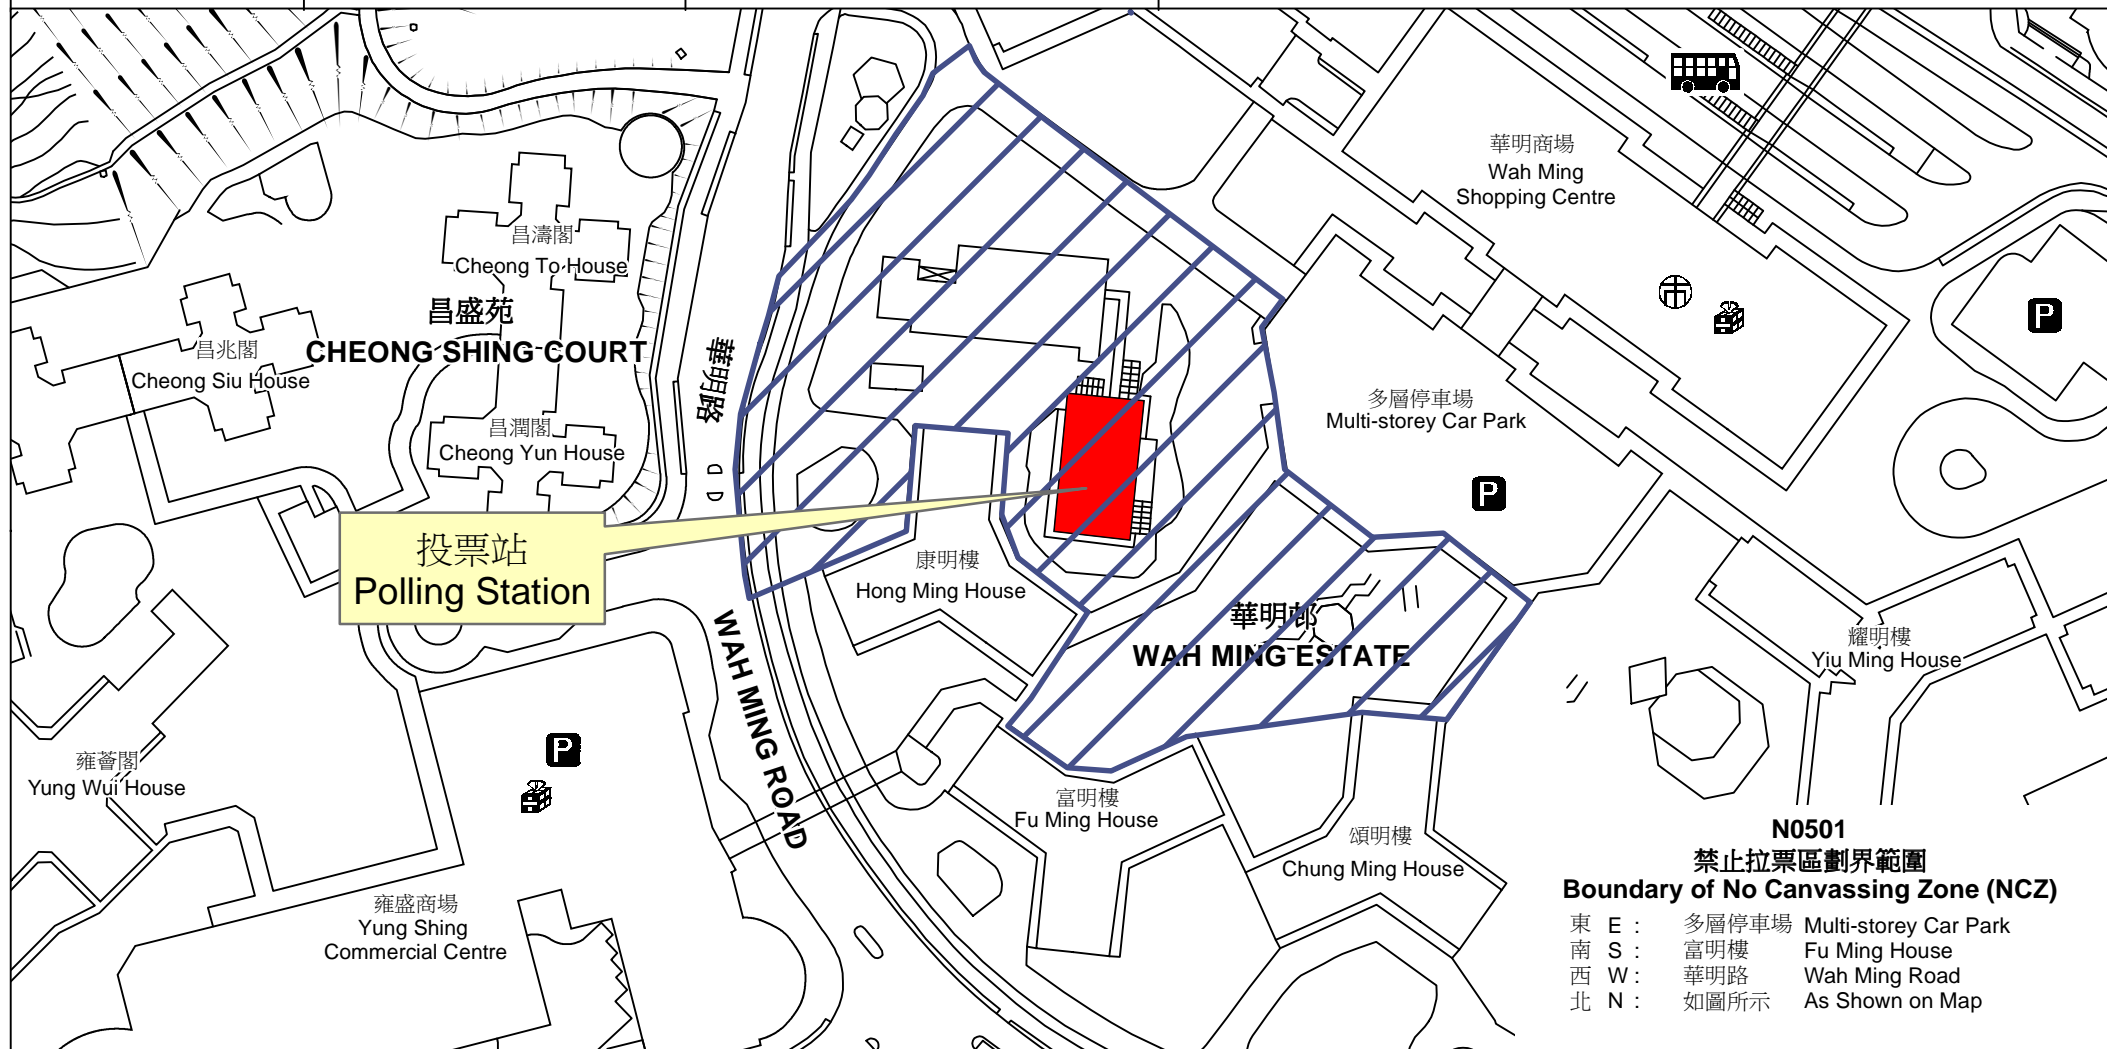 華明商場
Wah Ming
Shopping Centre
昌濤閣
Cheong To House
昌盛苑
CHEONG SHING COURT
昌兆閣
Cheong Siu House
昌潤閣
Cheong Yun House
華明路
多層停車場
Multi-storey Car Park
P
P
投票站
Polling Station
康明樓
Hong Ming House
華明邨
WAH MING ESTATE
耀明樓
Yiu Ming House
WAH MING ROAD
雍薈閣
Yung Wui House
P
富明樓
Fu Ming House
頌明樓
Chung Ming House
雍盛商場
Yung Shing
Commercial Centre
N0501
禁止拉票區劃界範圍
Boundary of No Canvassing Zone (NCZ)
東 E : 多層停車場 Multi-storey Car Park
南 S : 富明樓 Fu Ming House
西 W : 華明路 Wah Ming Road
北 N : 如圖所示 As Shown on Map